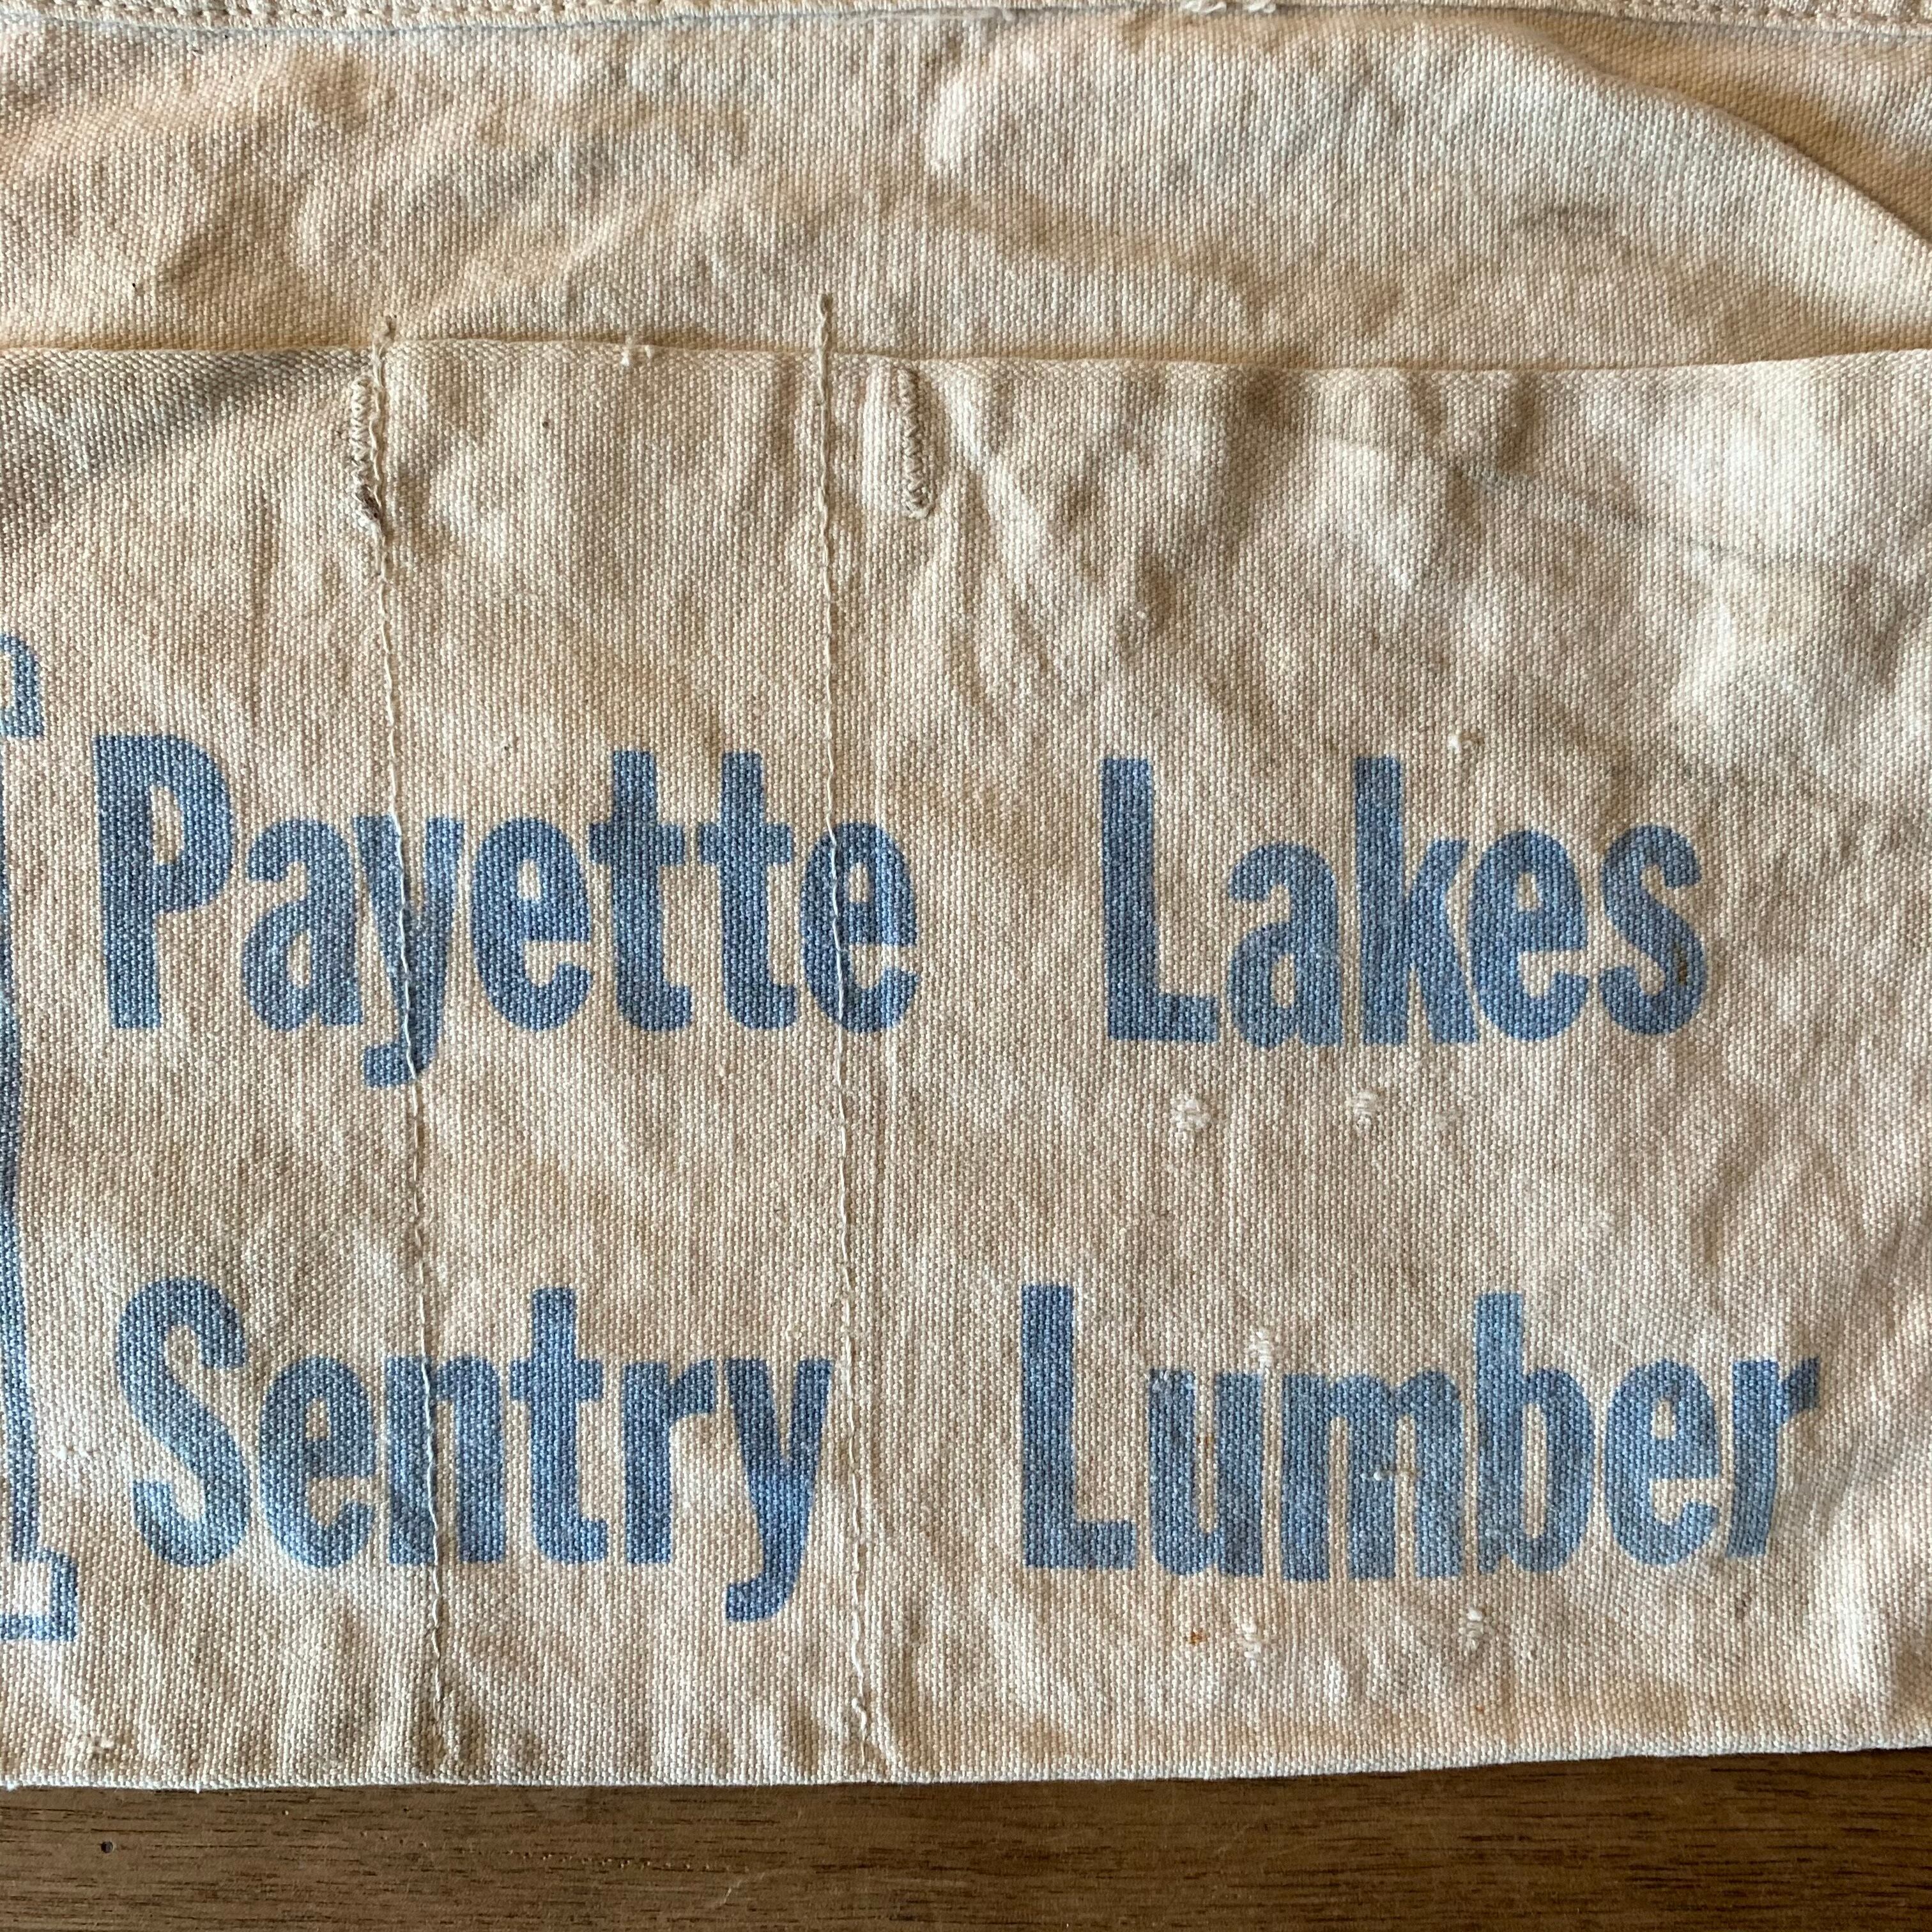 Payette Lakes
Sentry Lumber